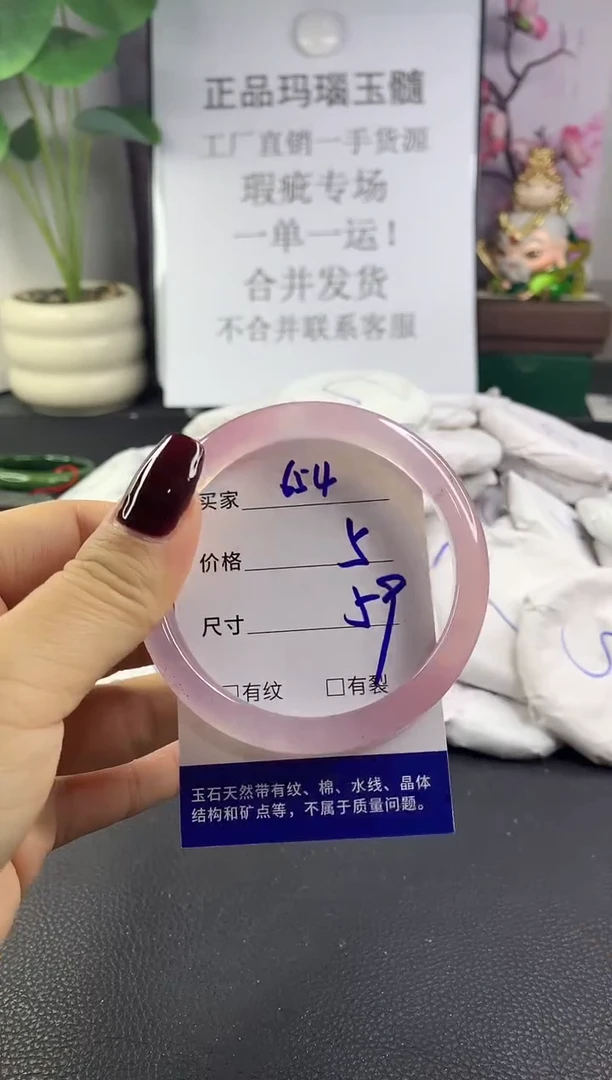 正品玛瑙玉髓
工厂直销一手货源
瑕疵专场
一单一运!
合并发货
不合并联系客服
买家 654
价格 5
尺寸 59
□有纹 □有裂
玉石天然带有纹、棉、水线、晶体
结构和矿点等，不属于质量问题。